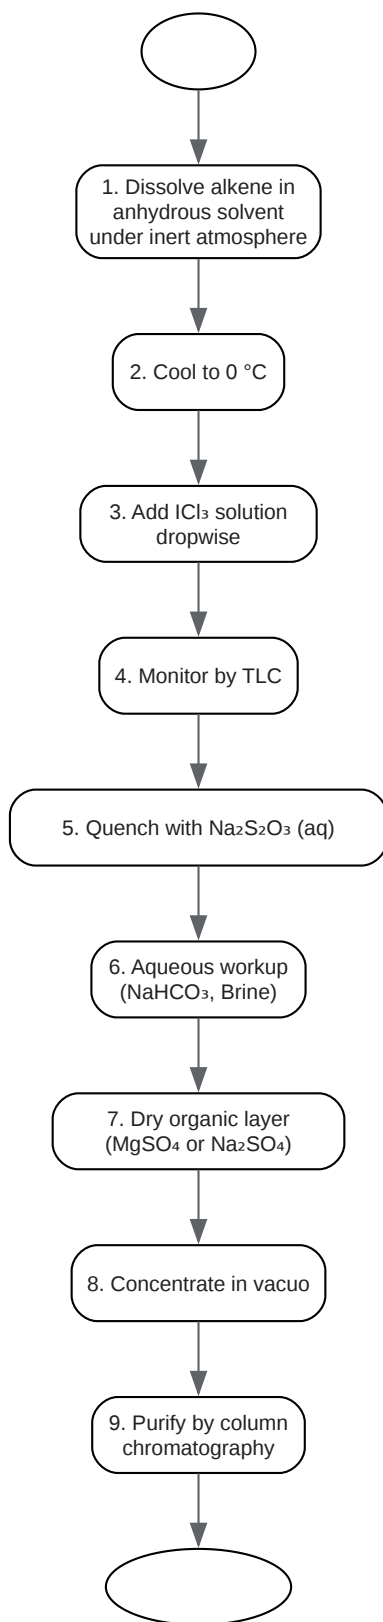 1. Dissolve alkene in
anhydrous solvent
under inert atmosphere
2. Cool to 0 °C
3. Add ICl₃ solution
dropwise
4. Monitor by TLC
5. Quench with Na₂S₂O₃ (aq)
6. Aqueous workup
(NaHCO₃, Brine)
7. Dry organic layer
(MgSO₄ or Na₂SO₄)
8. Concentrate in vacuo
9. Purify by column
chromatography